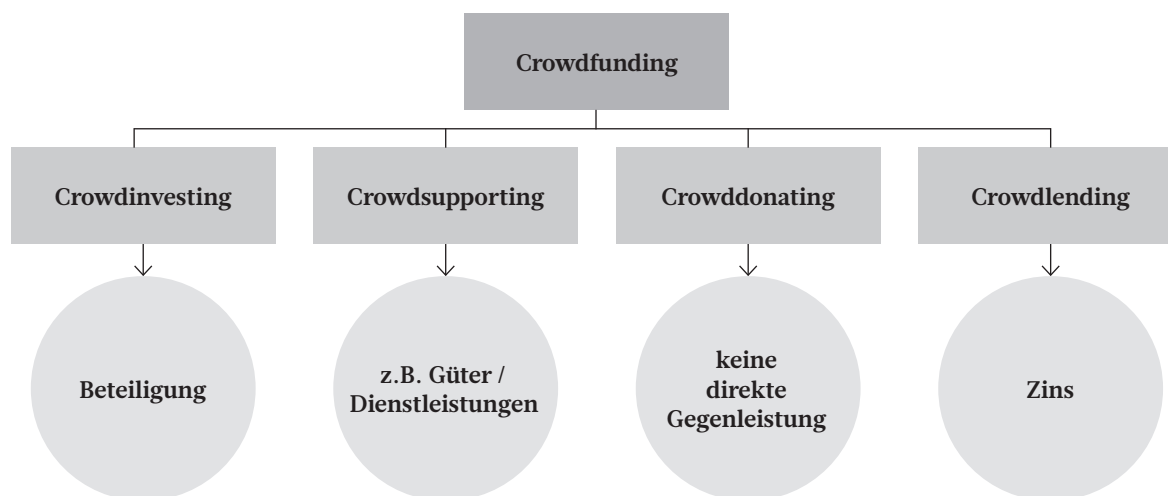 Crowdfunding
Crowdinvesting
Crowdsupporting
Crowddonating
Crowdlending
Beteiligung
z.B. Güter /
Dienstleistungen
keine
direkte
Gegenleistung
Zins